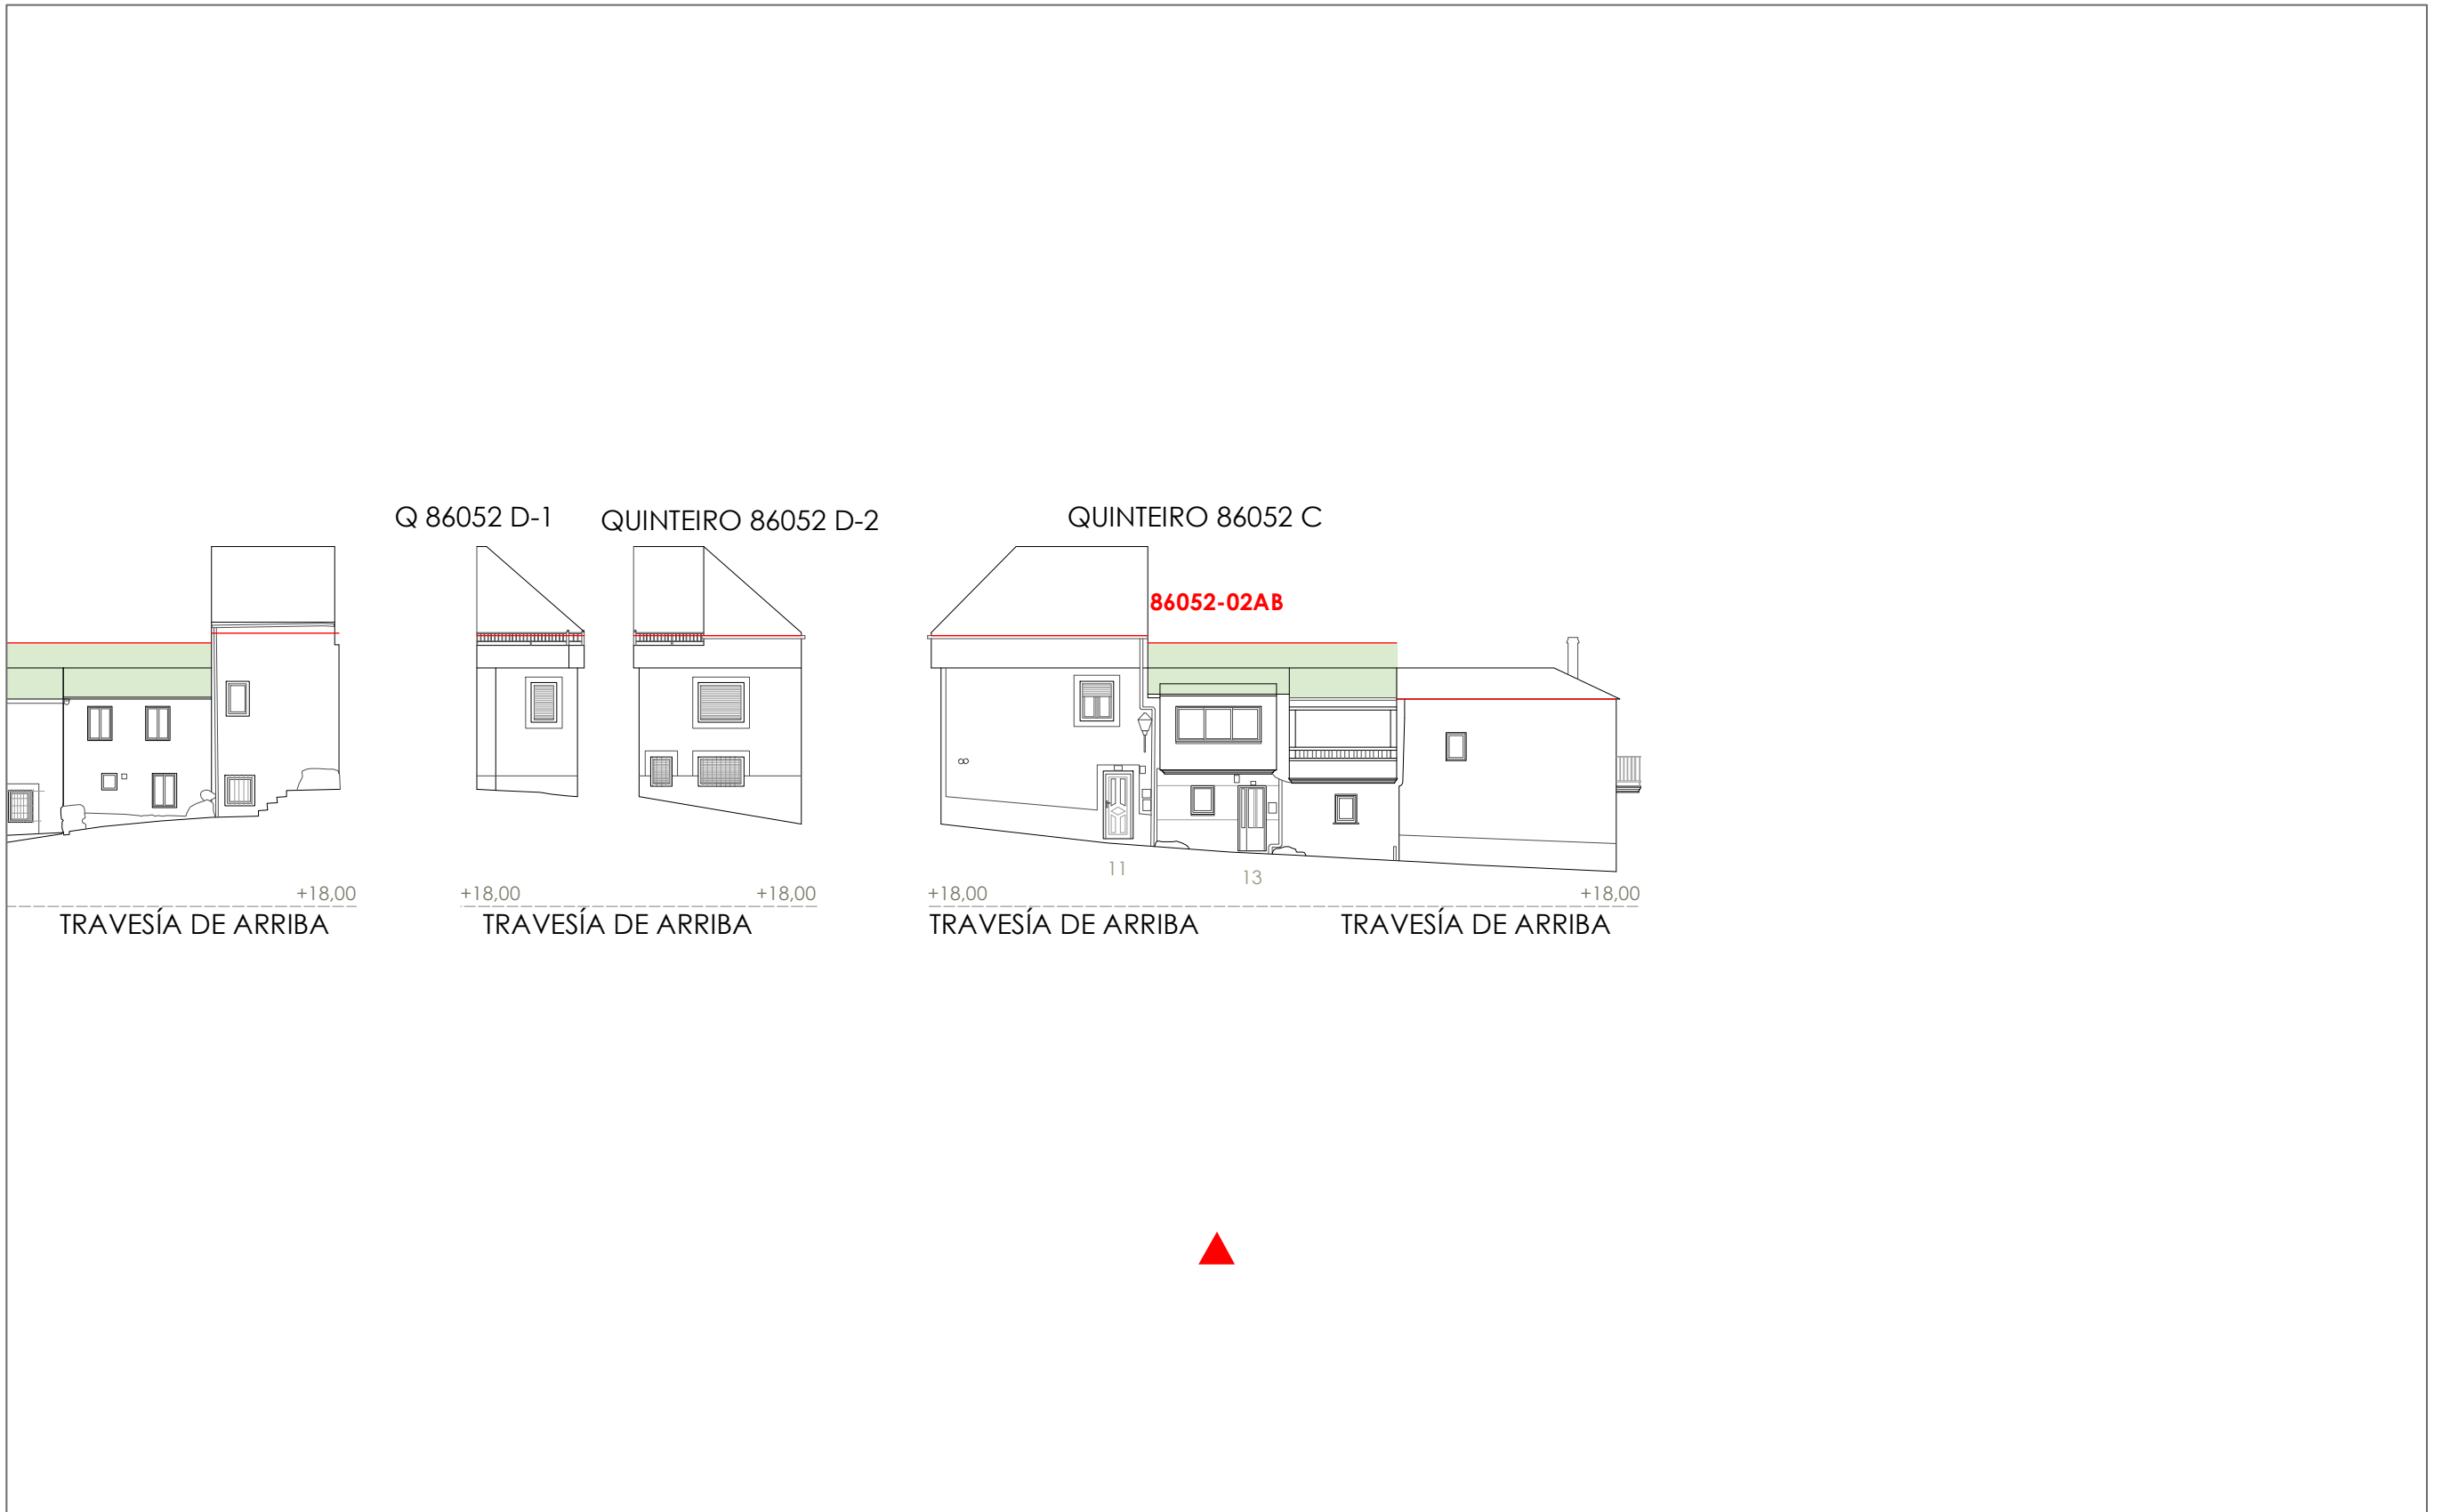 Q 86052 D-1
QUINTEIRO 86052 D-2
QUINTEIRO 86052 C
86052-02AB
11
13
+18,00
+18,00
+18,00
+18,00
+18,00
TRAVESÍA DE ARRIBA
TRAVESÍA DE ARRIBA
TRAVESÍA DE ARRIBA
TRAVESÍA DE ARRIBA